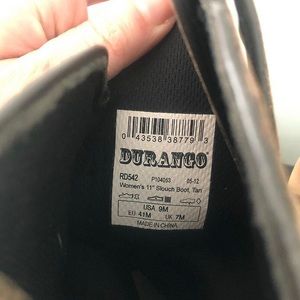 0 43538 38779 3
DURANGO
RD542 P104053 05-12
Women's 11" Slouch Boot, Tan
USA 9M
EU 41M UK 7M
MADE IN CHINA